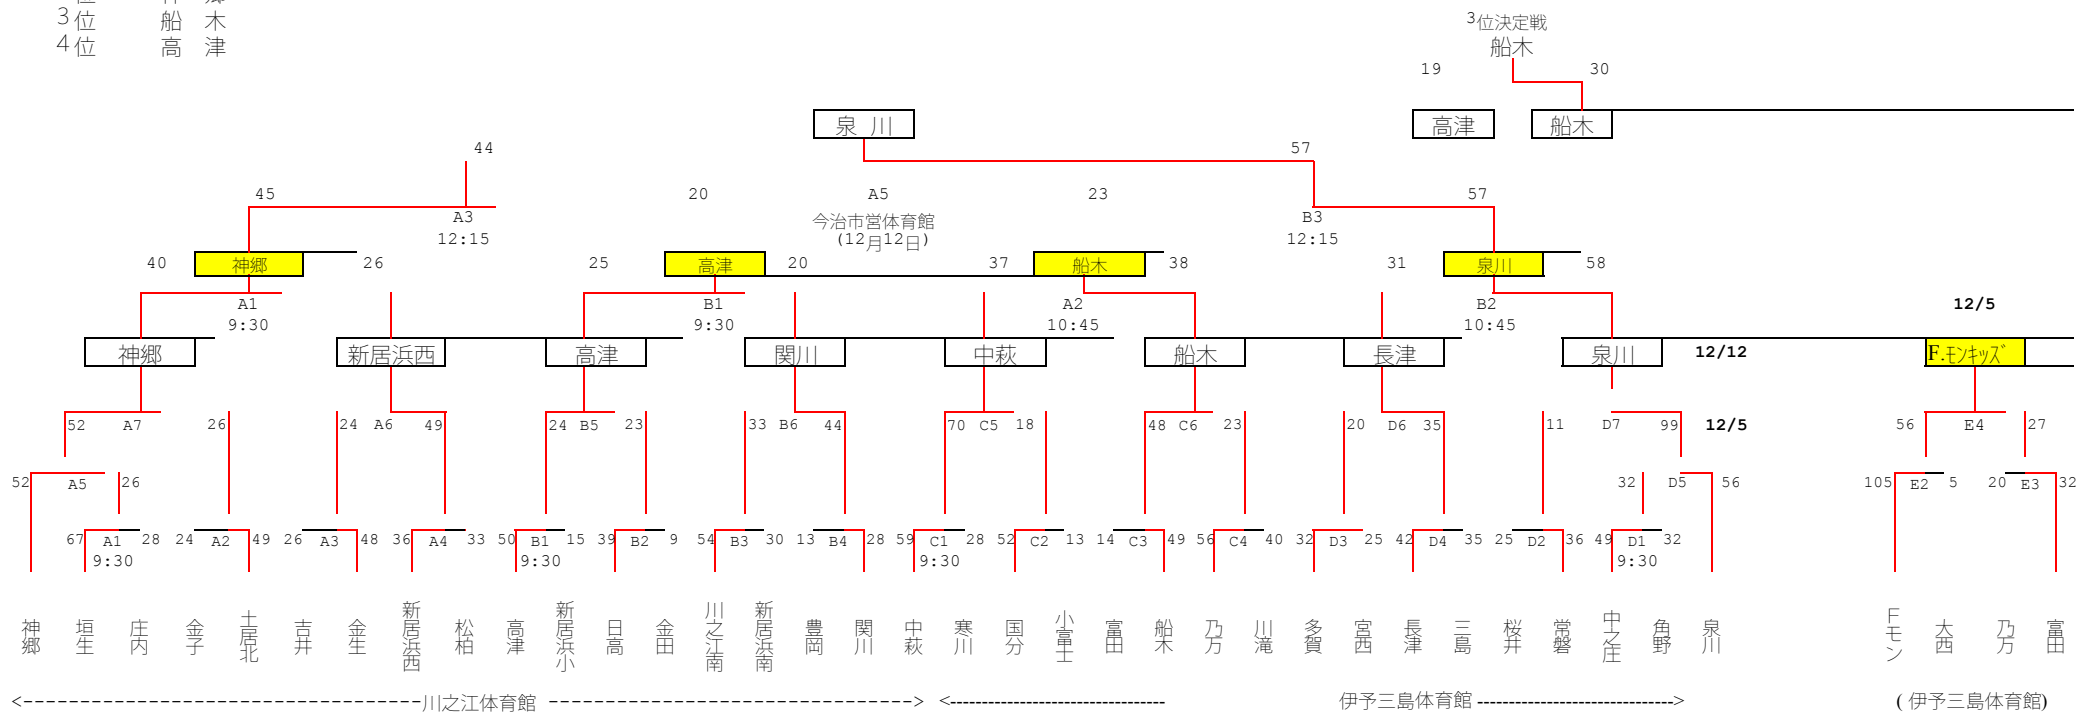 3位 船 木
4位 高 津
3位決定戦
船木
19 30
泉 川 高津 船木
44 57
45 20 A5 23 57
A3 今治市営体育館 B3
12:15 (12月12日) 12:15
40 神郷 26 25 高津 20 37 船木 38 31 泉川 58
A1 B1 A2 B2 12/5
9:30 9:30 10:45 10:45
神郷 新居浜西 高津 関川 中萩 船木 長津 泉川 12/12 F.モンキッズ
52 A7 26 24 A6 49 24 B5 23 33 B6 44 70 C5 18 48 C6 23 20 D6 35 11 D7 99 12/5 56 E4 27
52 A5 26 32 D5 56 105 E2 5 20 E3 32
67 A1 28 24 A2 49 26 A3 48 36 A4 33 50 B1 15 39 B2 9 54 B3 30 13 B4 28 59 C1 28 52 C2 13 14 C3 49 56 C4 40 32 D3 25 42 D4 35 25 D2 36 49 D1 32
9:30 9:30 9:30 9:30
神郷 垣生 庄内 金子 土居北 吉井 金生 新居浜西 松柏 高津 新居浜小 日高 金田 川之江南 新居浜南 豊岡 関川 中萩 寒川 国分 小富士 富田 船木 乃万 川滝 多賀 宮西 長津 三島 桜井 常磐 中之庄 角野 泉川 Fモン 大西 乃万 富田
<----------------------------------川之江体育館 --------------------------------> <---------------------------------- 伊予三島体育館 ------------------------------> ( 伊予三島体育館)